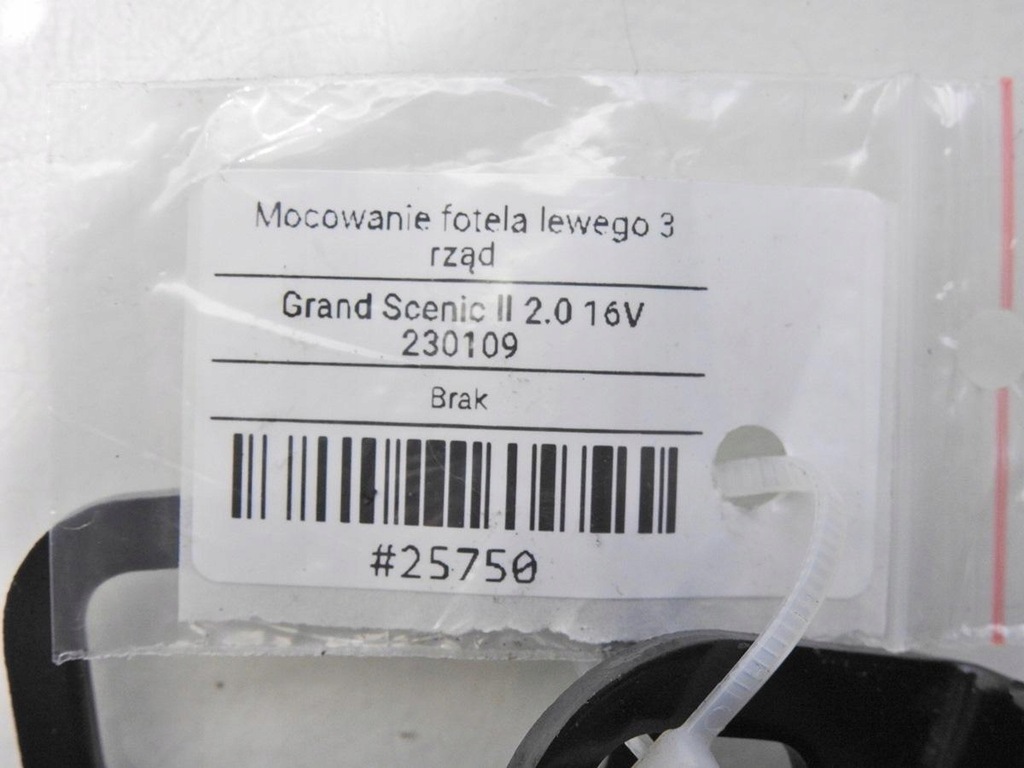 Mocowanie fotela lewego 3
rząd
Grand Scenic II 2.0 16V
230109
Brak
#25750